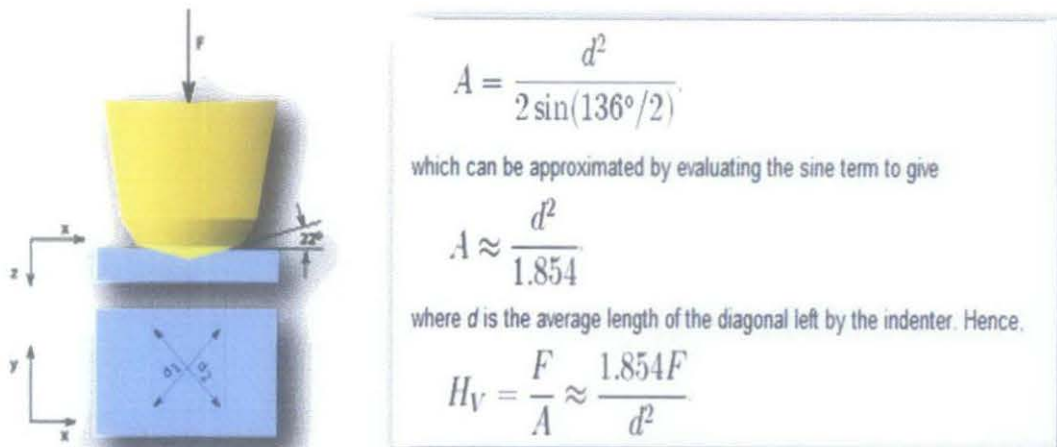 F
x
22°
z
y
d₁ d₂
x
A = d² / 2 sin(136°/2)
which can be approximated by evaluating the sine term to give
A ≈ d² / 1.854
where d is the average length of the diagonal left by the indenter. Hence,
H_V = F / A ≈ 1.854F / d²